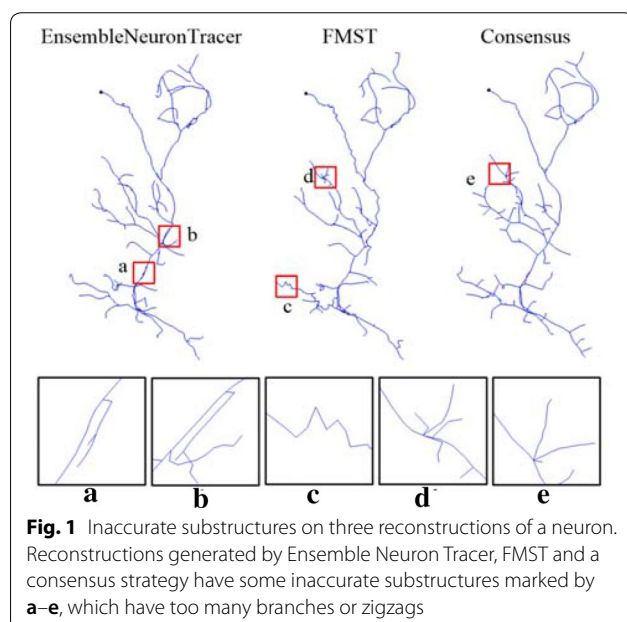 EnsembleNeuronTracer FMST Consensus
d
e
b
a
c
a b c d e
Fig. 1 Inaccurate substructures on three reconstructions of a neuron.
Reconstructions generated by Ensemble Neuron Tracer, FMST and a
consensus strategy have some inaccurate substructures marked by
a–e, which have too many branches or zigzags